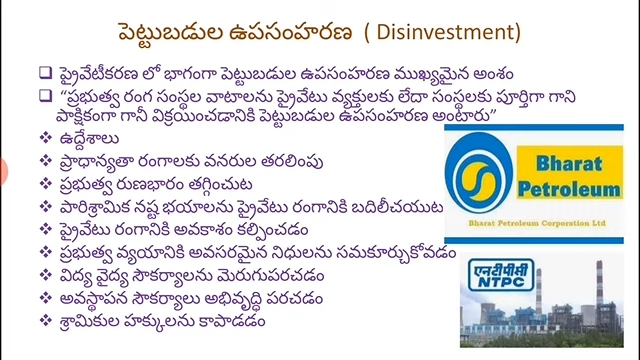 పెట్టుబడుల ఉపసంహరణ ( Disinvestment)
ప్రైవేటీకరణ లో భాగంగా పెట్టుబడుల ఉపసంహరణ ముఖ్యమైన అంశం
“ప్రభుత్వ రంగ సంస్థల వాటాలను ప్రైవేటు వ్యక్తులకు లేదా సంస్థలకు పూర్తిగా గాని
పాక్షికంగా గానీ విక్రయించడానికి పెట్టుబడుల ఉపసంహరణ అంటారు”
ఉద్దేశాలు
ప్రాధాన్యతా రంగాలకు వనరుల తరలింపు
ప్రభుత్వ రుణభారం తగ్గించుట
పారిశ్రామిక నష్ట భయాలను ప్రైవేటు రంగానికి బదిలీచయుట
ప్రైవేటు రంగానికి అవకాశం కల్పించడం
ప్రభుత్వ వ్యయానికి అవసరమైన నిధులను సమకూర్చుకోవడం
విద్య వైద్య సౌకర్యాలను మెరుగుపరచడం
అవస్థాపన సౌకర్యాలు అభివృద్ధి పరచడం
శ్రామికుల హక్కులను కాపాడడం
Bharat
Petroleum
Bharat Petroleum Corporation Ltd
एनटीपीसी
NTPC